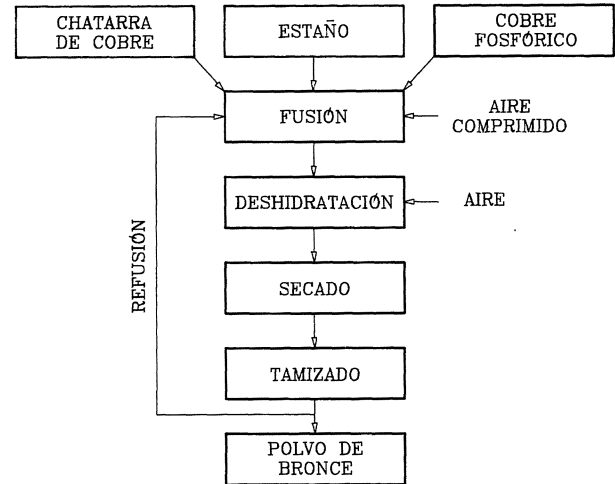 CHATARRA
DE COBRE
ESTAÑO
COBRE
FOSFÓRICO
FUSIÓN
AIRE
COMPRIMIDO
DESHIDRATACIÓN
AIRE
REFUSIÓN
SECADO
TAMIZADO
POLVO DE
BRONCE